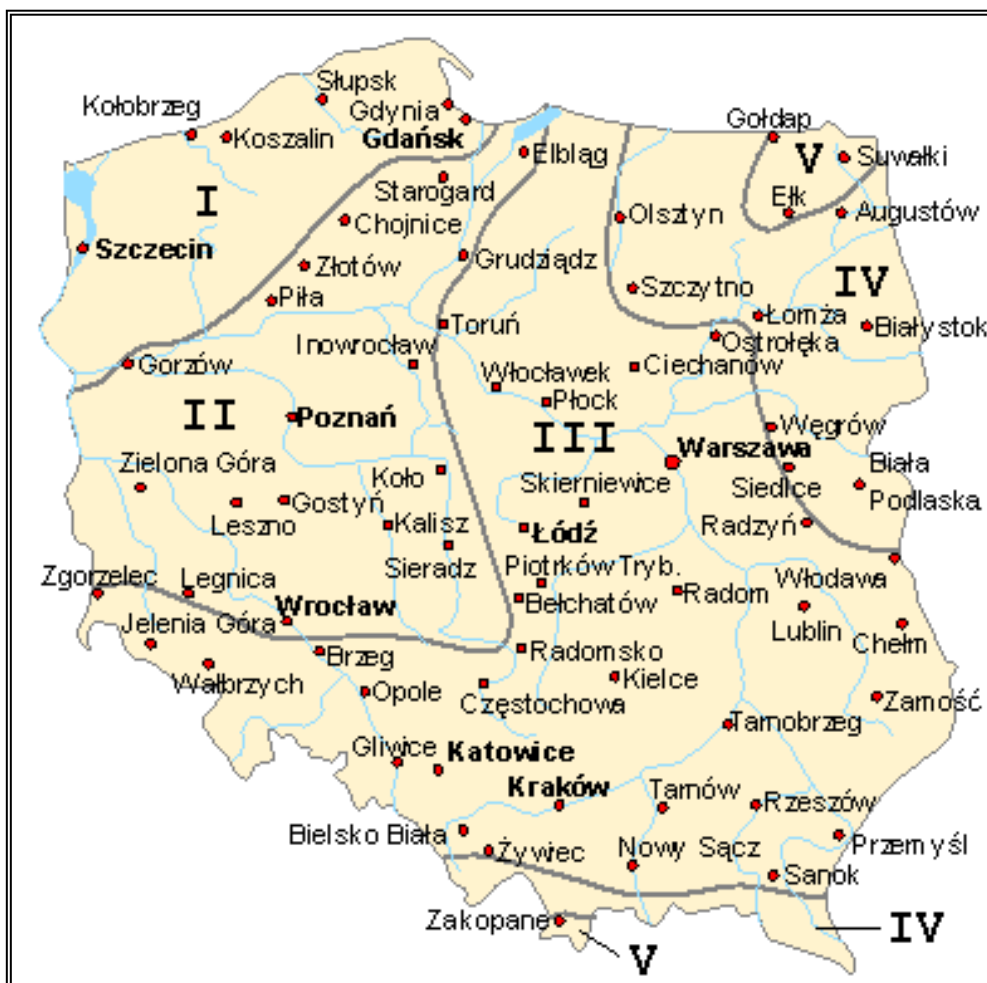 Słupsk
Kołobrzeg
Gdynia
Koszalin
Gdańsk
Gołdap
Elbląg
V
Suwałki
Starogard
I
Ełk
Chojnice
Olsztyn
Augustów
Szczecin
Złotów
Grudziądz
Piła
Szczytno
IV
Toruń
Łomża
Białystok
Inowrocław
Ostrołęka
Gorzów
Ciechanów
Włocławek
Płock
II
Poznań
III
Węgrów
Warszawa
Zielona Góra
Koło
Skierniewice
Siedlce
Biała
Podlaska
Gostyń
Leszno
Kalisz
Łódź
Radzyń
Sieradz
Piotrków Tryb.
Zgorzelec
Legnica
Włodawa
Wrocław
Bełchatów
Radom
Jelenia Góra
Lublin
Chełm
Brzeg
Radomsko
Wałbrzych
Opole
Kielce
Częstochowa
Zamość
Tarnobrzeg
Gliwice
Katowice
Kraków
Tarnów
Rzeszów
Bielsko Biała
Żywiec
Nowy Sącz
Przemyśl
Sanok
Zakopane
IV
V